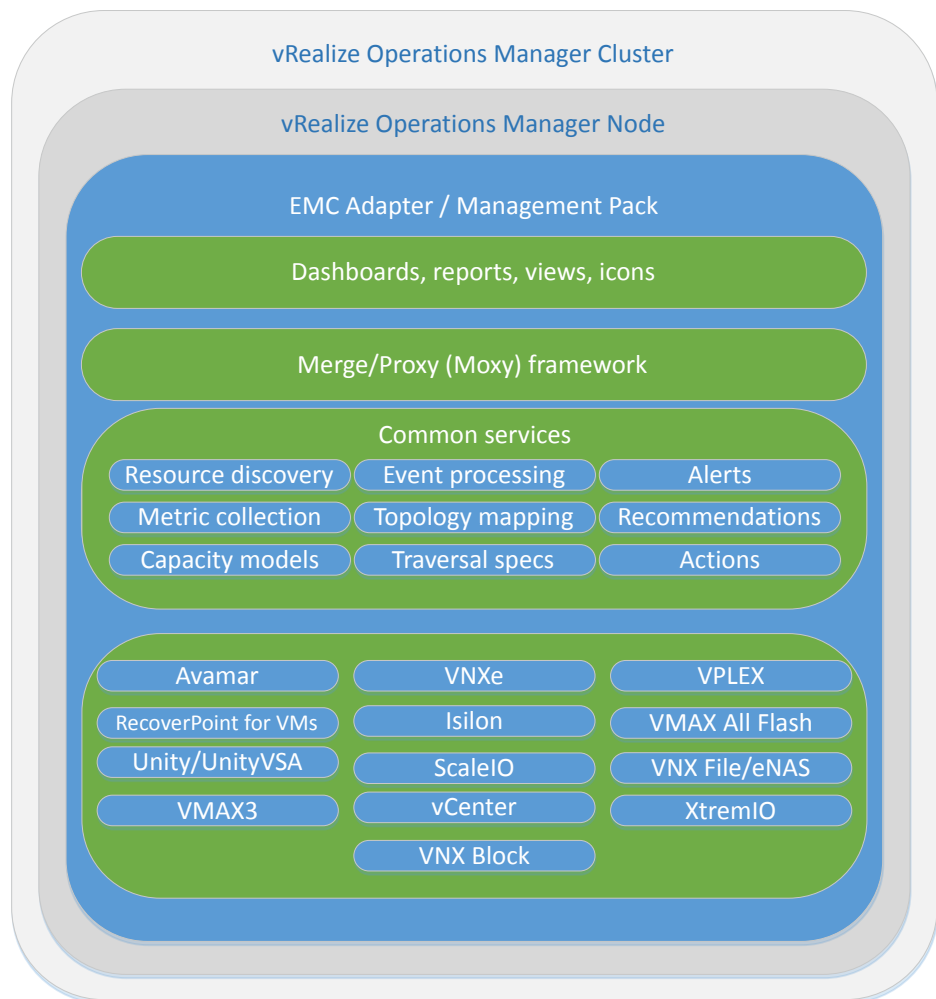 vRealize Operations Manager Cluster
vRealize Operations Manager Node
EMC Adapter / Management Pack
Dashboards, reports, views, icons
Merge/Proxy (Moxy) framework
Common services
Resource discovery Event processing Alerts
Metric collection Topology mapping Recommendations
Capacity models Traversal specs Actions
Avamar VNXe VPLEX
RecoverPoint for VMs Isilon VMAX All Flash
Unity/UnityVSA ScaleIO VNX File/eNAS
VMAX3 vCenter XtremIO
VNX Block